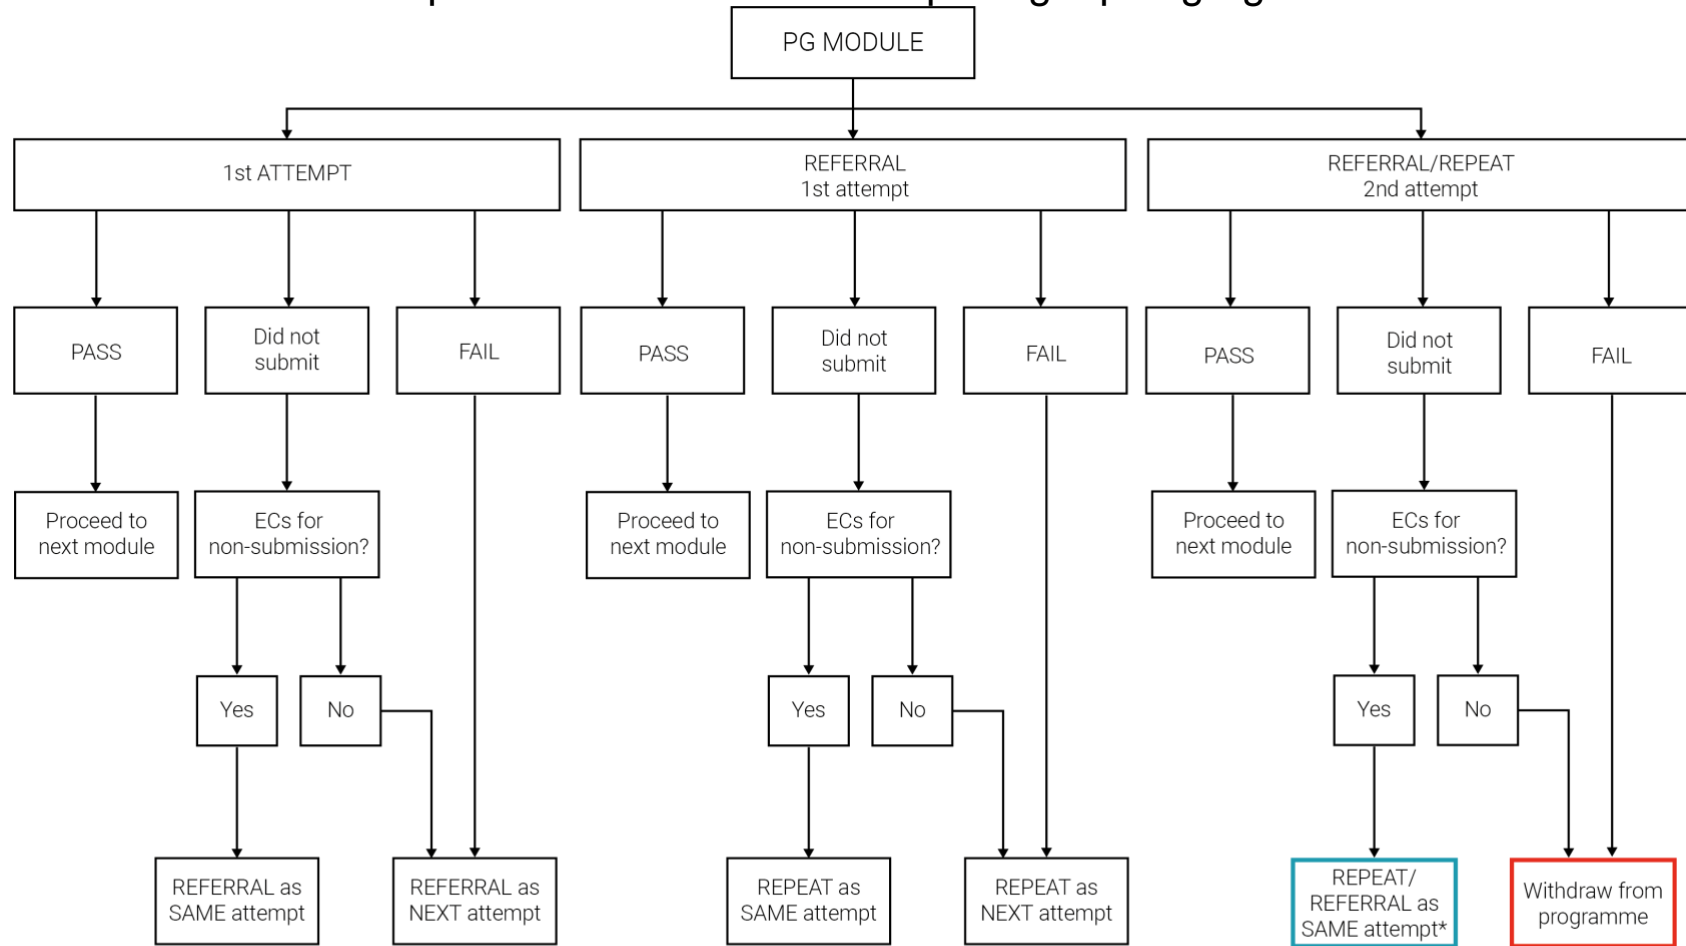 PG MODULE
1st ATTEMPT
REFERRAL
1st attempt
REFERRAL/REPEAT
2nd attempt
PASS
Did not
submit
FAIL
PASS
Did not
submit
FAIL
PASS
Did not
submit
FAIL
Proceed to
next module
ECs for
non-submission?
Proceed to
next module
ECs for
non-submission?
Proceed to
next module
ECs for
non-submission?
Yes
No
Yes
No
Yes
No
REFERRAL as
SAME attempt
REFERRAL as
NEXT attempt
REPEAT as
SAME attempt
REPEAT as
NEXT attempt
REPEAT/
REFERRAL as
SAME attempt*
Withdraw from
programme